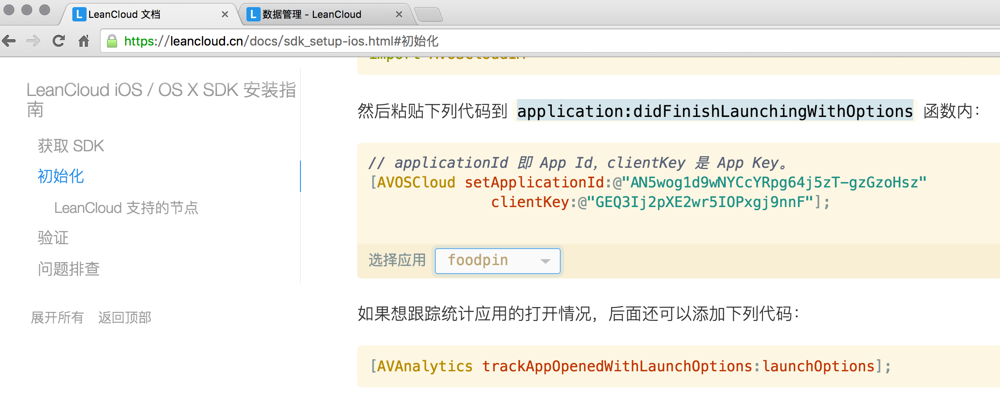 L LeanCloud 文档
L 数据管理 - LeanCloud
https://leancloud.cn/docs/sdk_setup-ios.html#初始化
import AVOSCloudIM
LeanCloud iOS / OS X SDK 安装指
南
获取 SDK
初始化
LeanCloud 支持的节点
验证
问题排查
展开所有 返回顶部
然后粘贴下列代码到 application:didFinishLaunchingWithOptions 函数内：
// applicationId 即 App Id，clientKey 是 App Key。
[AVOSCloud setApplicationId:@"AN5wog1d9wNYCcYRpg64j5zT-gzGzoHsz"
clientKey:@"GEQ3Ij2pXE2wr5IOPxgj9nnF"];
选择应用 foodpin
如果想跟踪统计应用的打开情况，后面还可以添加下列代码：
[AVAnalytics trackAppOpenedWithLaunchOptions:launchOptions];